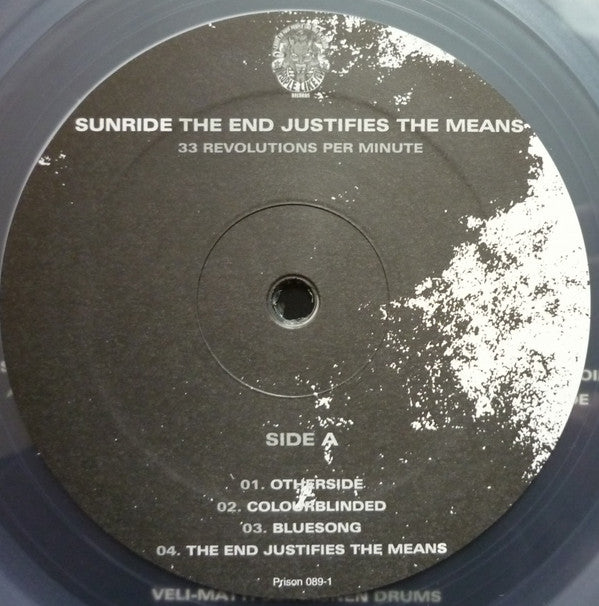 RECORDS
SUNRIDE THE END JUSTIFIES THE MEANS
33 REVOLUTIONS PER MINUTE
SIDE A
01. OTHERSIDE
02. COLOURBLINDED
03. BLUESONG
04. THE END JUSTIFIES THE MEANS
Prison 089-1
DRUMS